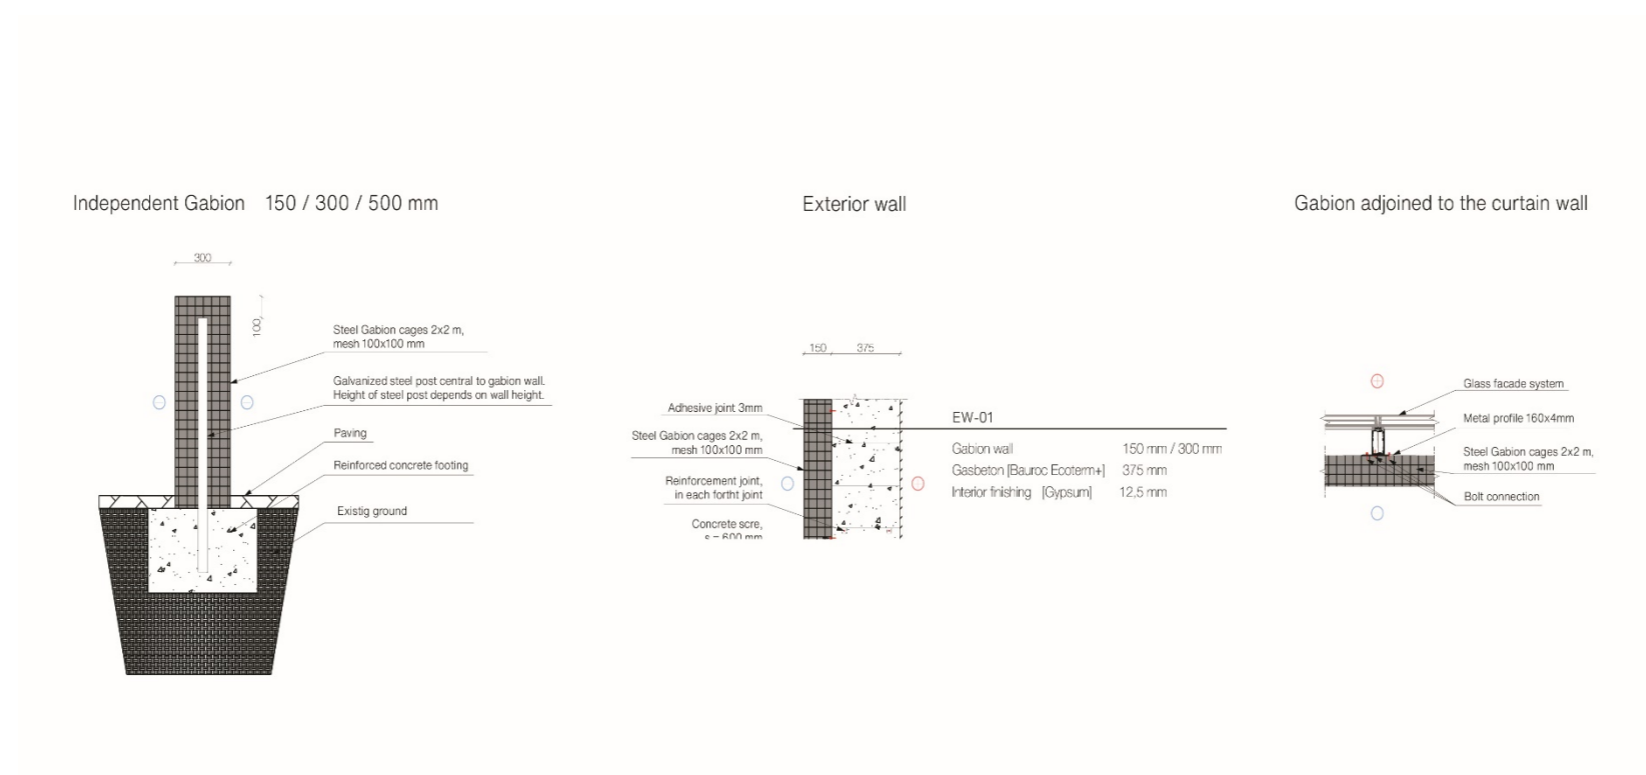 Independent Gabion 150 / 300 / 500 mm
300
100
Steel Gabion cages 2x2 m,
mesh 100x100 mm
Galvanized steel post central to gabion wall.
Height of steel post depends on wall height.
Paving
Reinforced concrete footing
Existig ground
Exterior wall
150 375
Adhesive joint 3mm
Steel Gabion cages 2x2 m,
mesh 100x100 mm
Reinforcement joint,
in each fortht joint
Concrete scre,
s = 600 mm
EW-01
Gabion wall 150 mm / 300 mm
Gasbeton [Bauroc Ecoterm+] 375 mm
Interior finishing [Gypsum] 12,5 mm
Gabion adjoined to the curtain wall
Glass facade system
Metal profile 160x4mm
Steel Gabion cages 2x2 m,
mesh 100x100 mm
Bolt connection